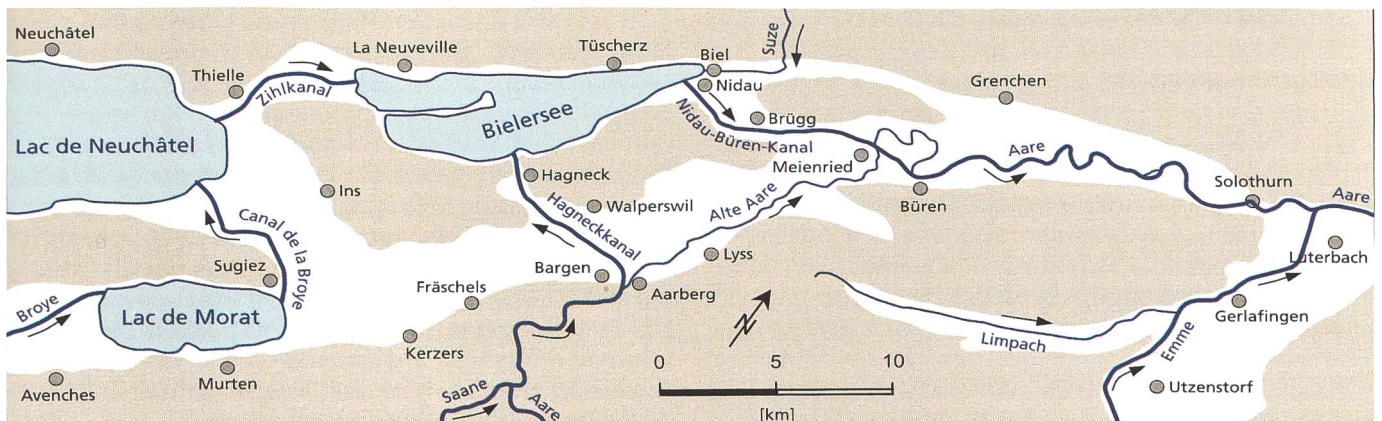 Neuchâtel
La Neuveville
Tüscherz
Biel
Suze
Thielle
Zihlkanal
Nidau
Grenchen
Bielersee
Brügg
Lac de Neuchâtel
Nidau-Büren-Kanal
Meienried
Aare
Hagneck
Ins
Walperswil
Alte Aare
Büren
Solothurn
Aare
Canal de la Broye
Hagneckkanal
Sugiez
Bargen
Lyss
Luterbach
Fräschels
Aarberg
Broye
Lac de Morat
N
Gerlafingen
Kerzers
Limpach
Emme
0 5 10
[km]
Avenches
Murten
Saane
Aare
Utzenstorf